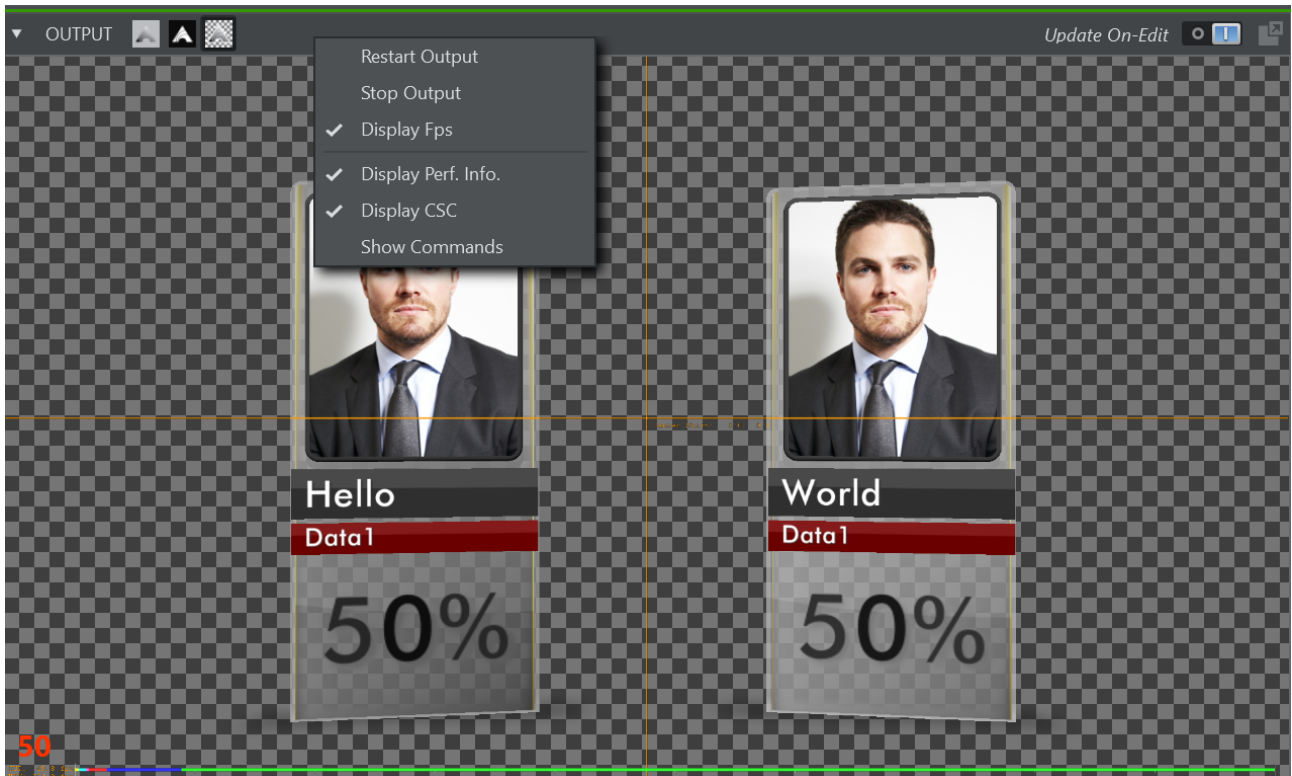 OUTPUT
Update On-Edit
Restart Output
Stop Output
Display Fps
Display Perf. Info.
Display CSC
Show Commands
Hello
World
Data1
Data1
50%
50%
50